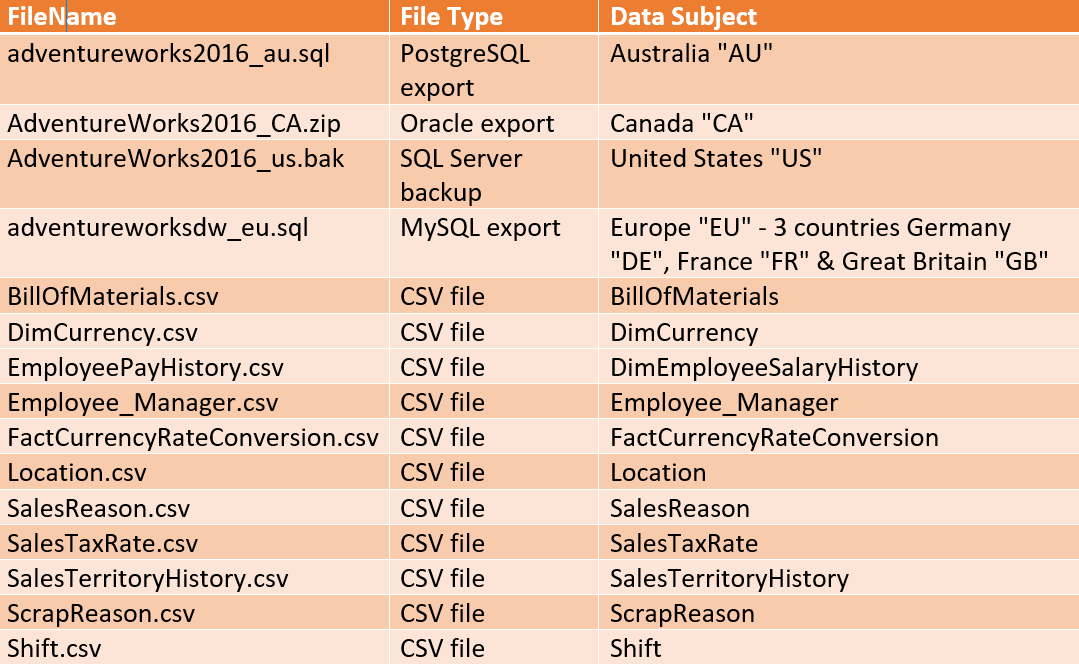 FileName File Type Data Subject
adventureworks2016_au.sql PostgreSQL Australia "AU"
export
AdventureWorks2016_CA.zip Oracle export Canada "CA"
AdventureWorks2016_us.bak SQL Server United States "US"
backup
adventureworksdw_eu.sql MySQL export Europe "EU" - 3 countries Germany
"DE", France "FR" & Great Britain "GB"
BillOfMaterials.csv CSV file BillOfMaterials
DimCurrency.csv CSV file DimCurrency
EmployeePayHistory.csv CSV file DimEmployeeSalaryHistory
Employee_Manager.csv CSV file Employee_Manager
FactCurrencyRateConversion.csv CSV file FactCurrencyRateConversion
Location.csv CSV file Location
SalesReason.csv CSV file SalesReason
SalesTaxRate.csv CSV file SalesTaxRate
SalesTerritoryHistory.csv CSV file SalesTerritoryHistory
ScrapReason.csv CSV file ScrapReason
Shift.csv CSV file Shift